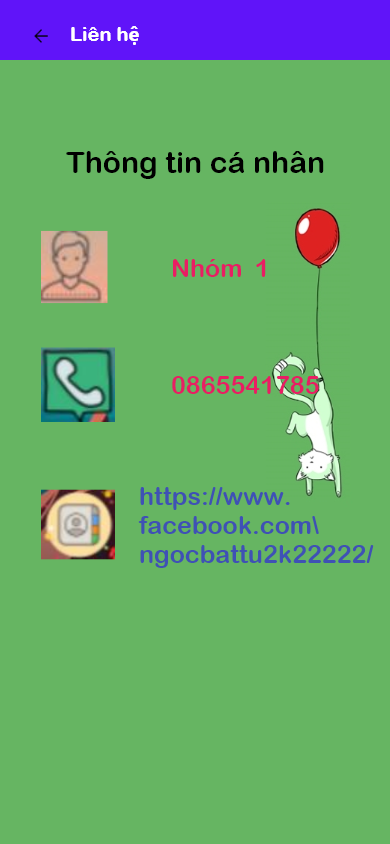 Liên hệ
Thông tin cá nhân
Nhóm 1
0865541785
https://www.
facebook.com\
ngocbattu2k22222/